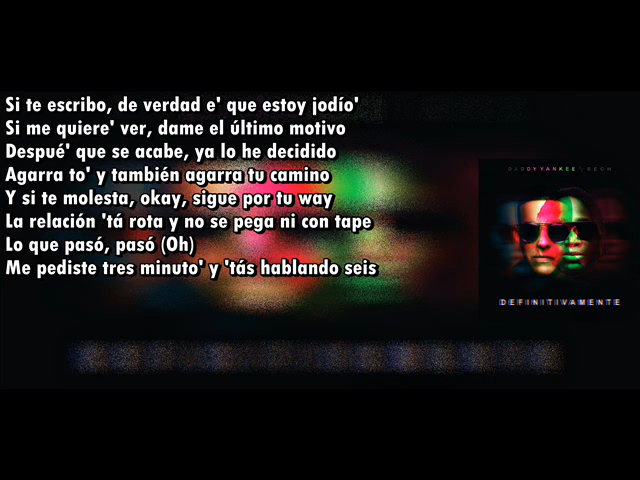 Si te escribo, de verdad e' que estoy jodío'
Si me quiere' ver, dame el último motivo
Despué' que se acabe, ya lo he decidido
Agarra to' y también agarra tu camino
Y si te molesta, okay, sigue por tu way
La relación 'tá rota y no se pega ni con tape
Lo que pasó, pasó (Oh)
Me pediste tres minuto' y 'tás hablando seis
DADDY YANKEE SECH
DEFINITIVAMENTE